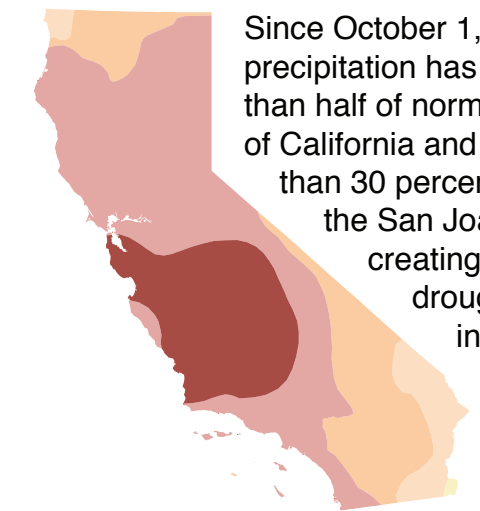 Since October 1,
precipitation has
than half of norm
of California and
than 30 percen
the San Joa
creating
droug
in